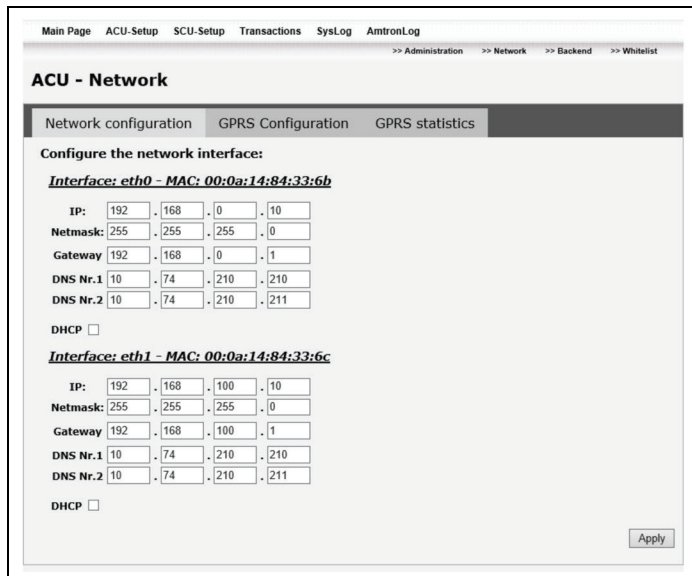 Main Page ACU-Setup SCU-Setup Transactions SysLog AmtronLog
>> Administration >> Network >> Backend >> Whitelist
ACU - Network
Network configuration GPRS Configuration GPRS statistics
Configure the network interface:
Interface: eth0 - MAC: 00:0a:14:84:33:6b
IP: 192 . 168 . 0 . 10
Netmask: 255 . 255 . 255 . 0
Gateway 192 . 168 . 0 . 1
DNS Nr.1 10 . 74 . 210 . 210
DNS Nr.2 10 . 74 . 210 . 211
DHCP
Interface: eth1 - MAC: 00:0a:14:84:33:6c
IP: 192 . 168 . 100 . 10
Netmask: 255 . 255 . 255 . 0
Gateway 192 . 168 . 100 . 1
DNS Nr.1 10 . 74 . 210 . 210
DNS Nr.2 10 . 74 . 210 . 211
DHCP
Apply